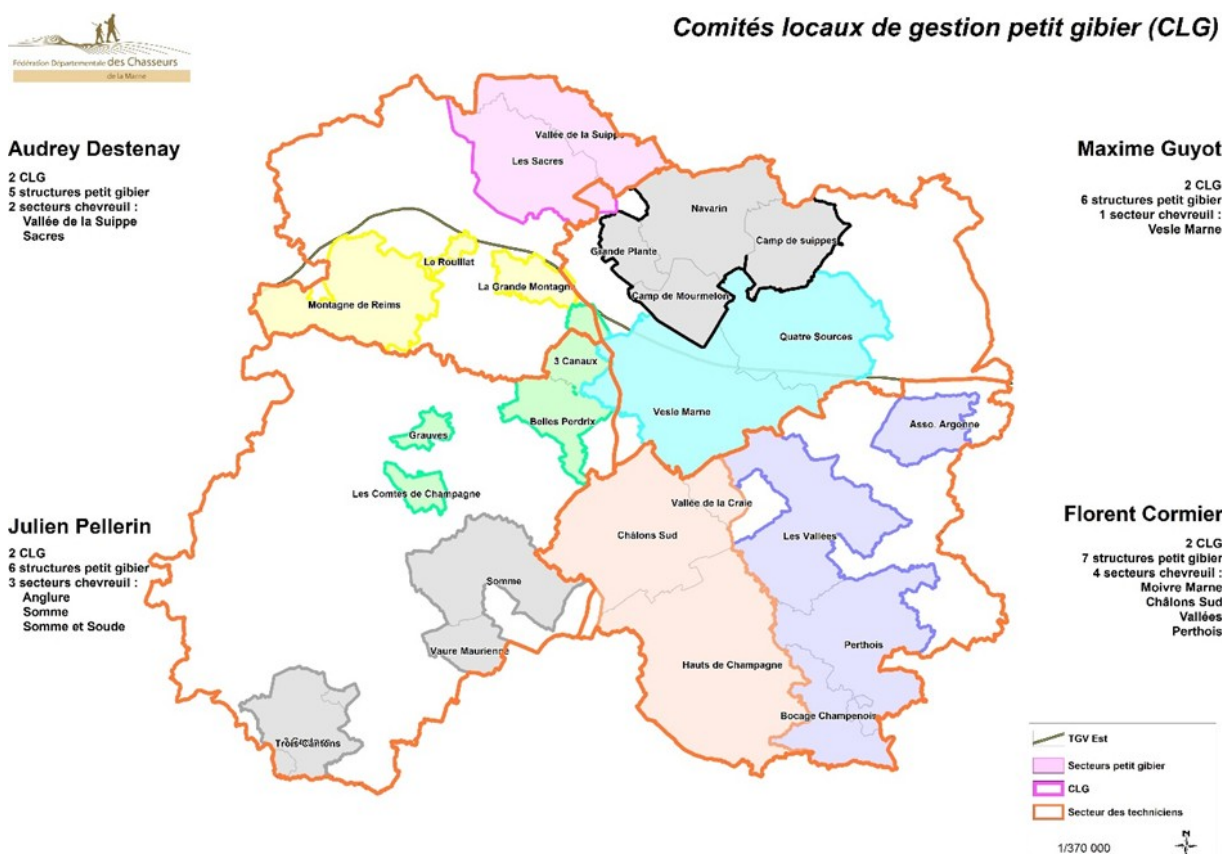 Comités locaux de gestion petit gibier (CLG)
Fédération Départementale des Chasseurs
de la Marne
Audrey Destenay
2 CLG
5 structures petit gibier
2 secteurs chevreuil :
Vallée de la Suippe
Sacres
Maxime Guyot
2 CLG
6 structures petit gibier
1 secteur chevreuil :
Vesle Marne
Julien Pellerin
2 CLG
6 structures petit gibier
3 secteurs chevreuil :
Anglure
Somme
Somme et Soude
Florent Cormier
2 CLG
7 structures petit gibier
4 secteurs chevreuil :
Moivre Marne
Châlons Sud
Vallées
Perthois
Vallée de la Suipp
Les Sacres
Navarin
Grande Plante
Camp de suippes
Le Rouillat
La Grande Montagn
Camp de Mourmelon
Montagne de Reims
Quatre Sources
3 Canaux
Vesle Marne
Belles Perdrix
Asso. Argonne
Grauves
Les Comtes de Champagne
Vallée de la Craie
Châlons Sud
Les Vallées
Somme
Vaure Maurienne
Perthois
Hauts de Champagne
Bocage Champenois
Trois Cantons
TGV Est
Secteurs petit gibier
CLG
Secteur des techniciens
1/370 000
N